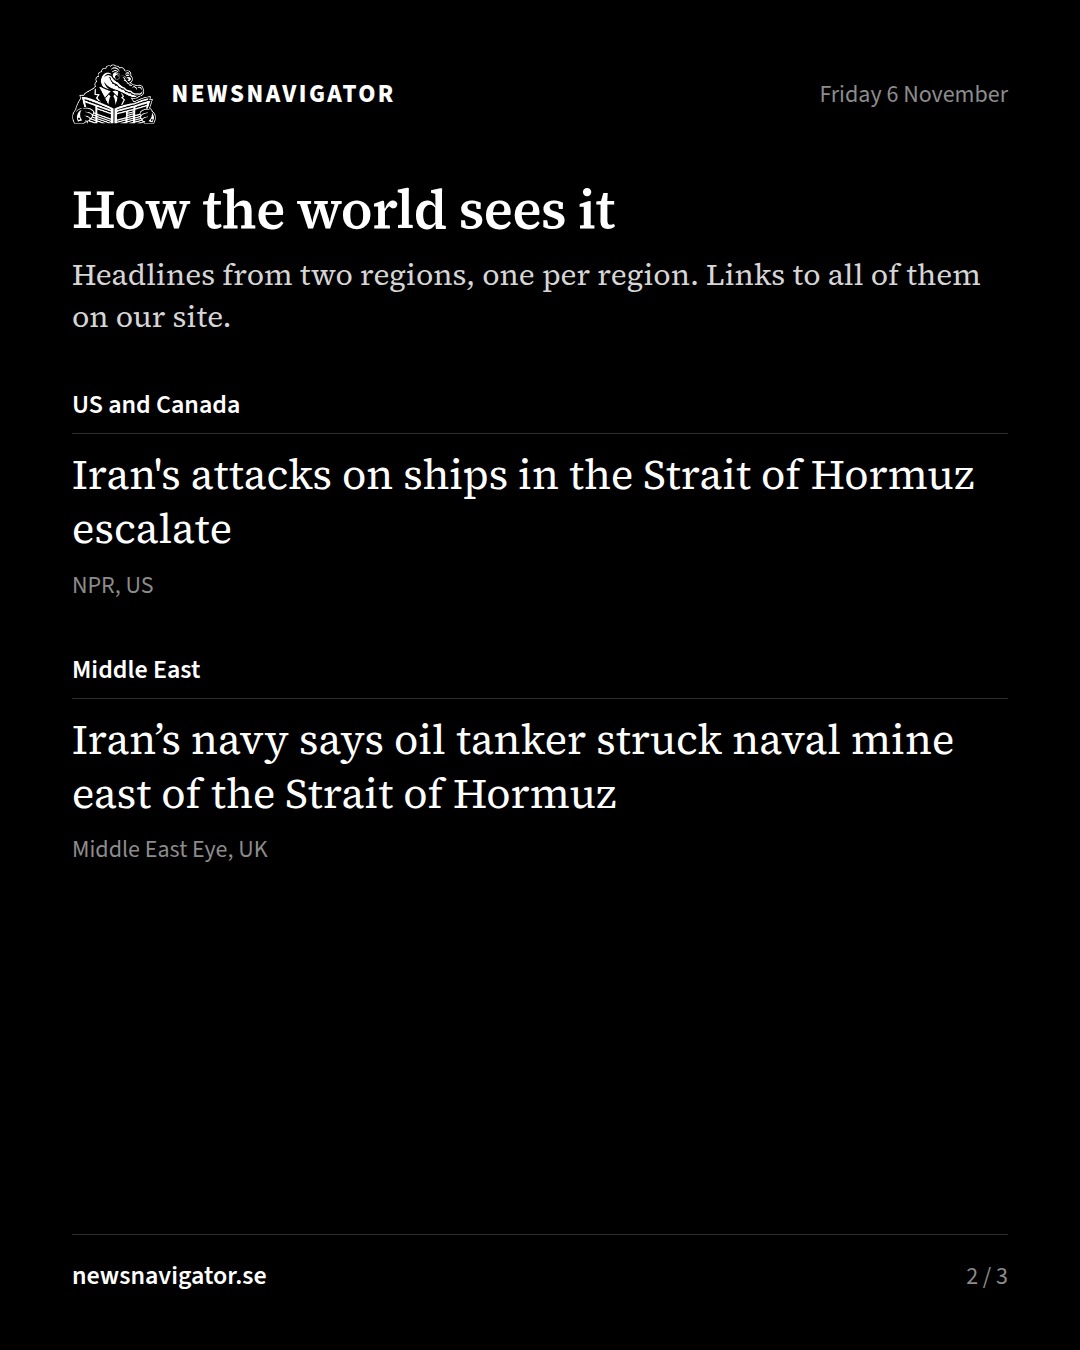 NEWSNAVIGATOR
Friday 6 November
How the world sees it
Headlines from two regions, one per region. Links to all of them
on our site.
US and Canada
Iran's attacks on ships in the Strait of Hormuz
escalate
NPR, US
Middle East
Iran’s navy says oil tanker struck naval mine
east of the Strait of Hormuz
Middle East Eye, UK
newsnavigator.se
2 / 3